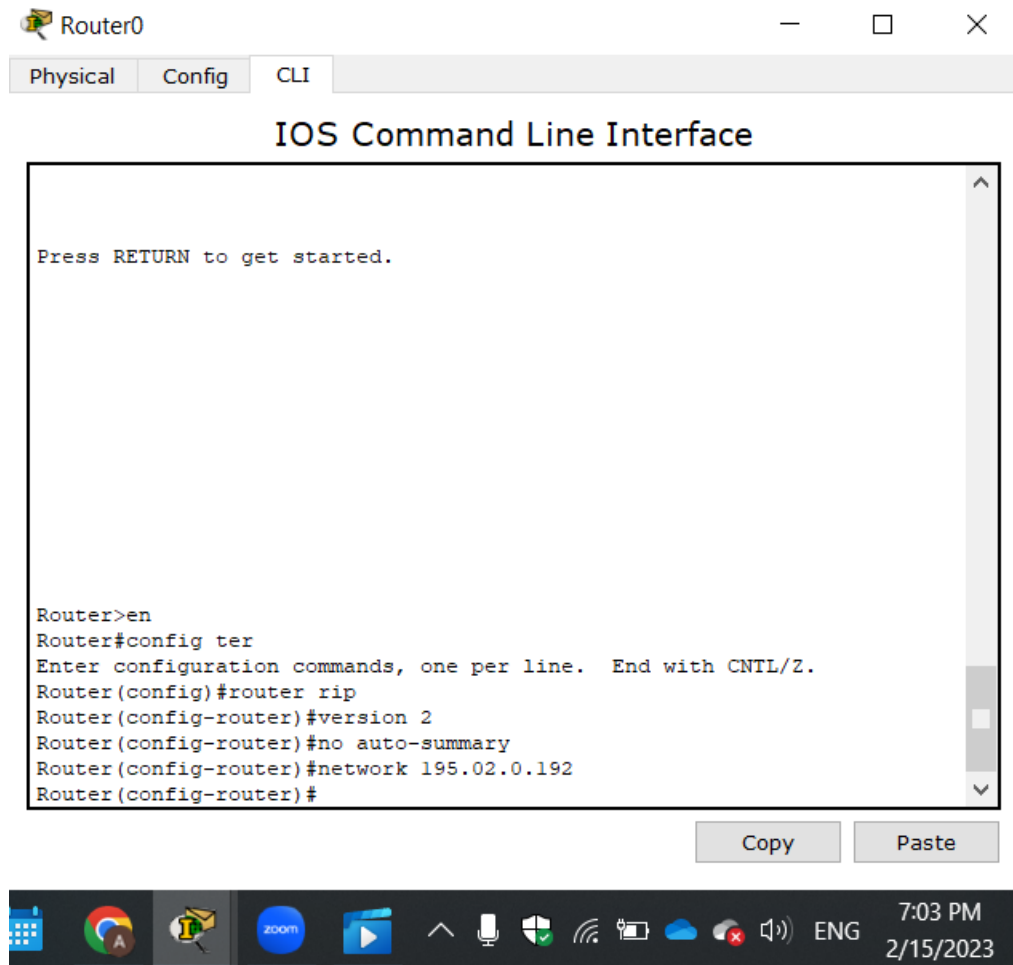 Router0
Physical Config CLI
IOS Command Line Interface
Press RETURN to get started.
Router>en
Router#config ter
Enter configuration commands, one per line.  End with CNTL/Z.
Router(config)#router rip
Router(config-router)#version 2
Router(config-router)#no auto-summary
Router(config-router)#network 195.02.0.192
Router(config-router)#
Copy Paste
A
zoom
ENG
7:03 PM
2/15/2023